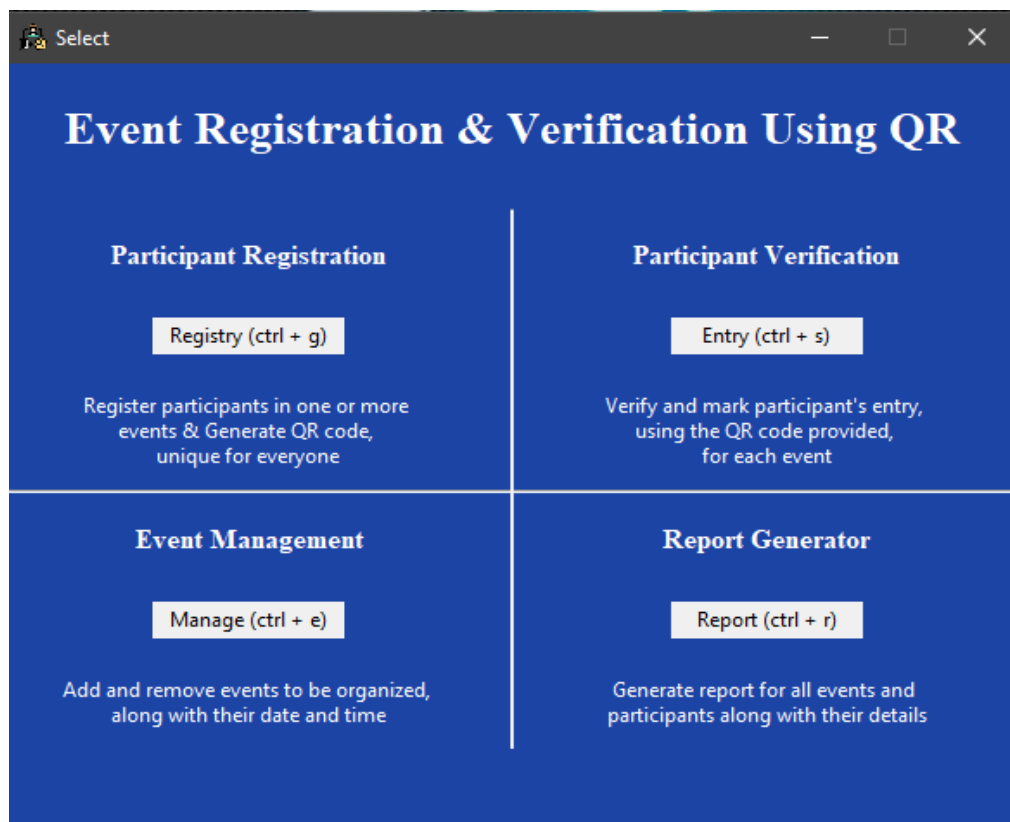 Select
Event Registration & Verification Using QR
Participant Registration
Registry (ctrl + g)
Register participants in one or more
events & Generate QR code,
unique for everyone
Participant Verification
Entry (ctrl + s)
Verify and mark participant's entry,
using the QR code provided,
for each event
Event Management
Manage (ctrl + e)
Add and remove events to be organized,
along with their date and time
Report Generator
Report (ctrl + r)
Generate report for all events and
participants along with their details